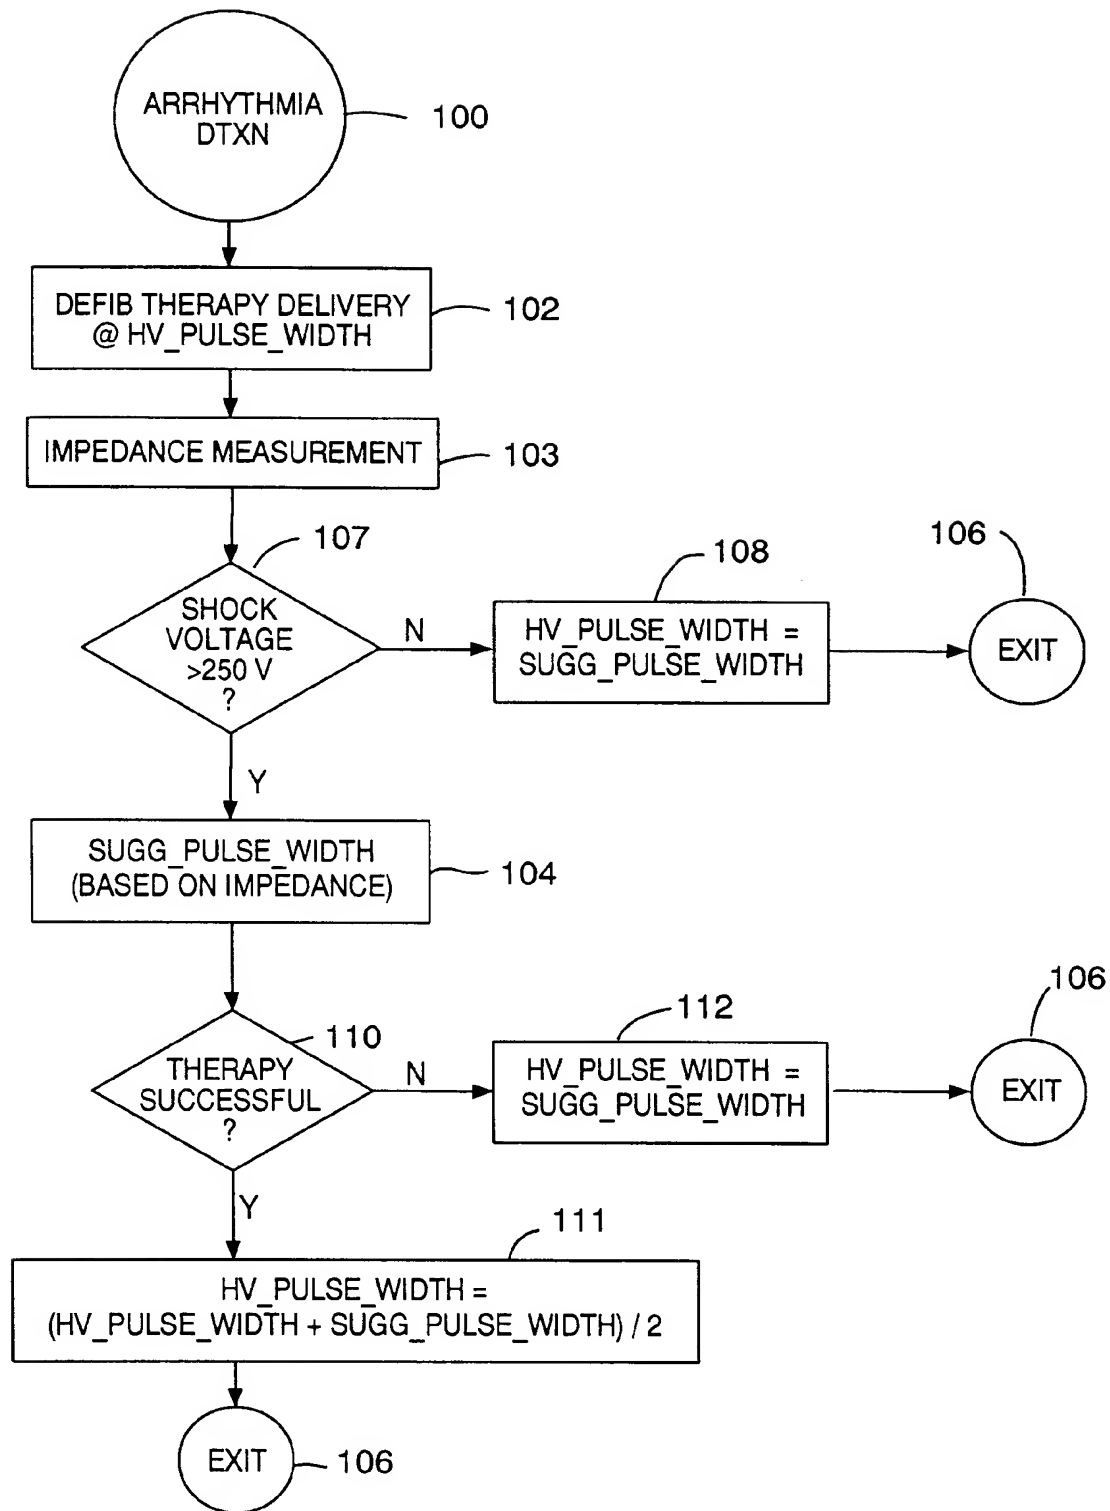 ARRHYTHMIA
DTXN
100
DEFIB THERAPY DELIVERY
@ HV_PULSE_WIDTH
102
IMPEDANCE MEASUREMENT
103
107
SHOCK
VOLTAGE
>250 V
?
N
108
HV_PULSE_WIDTH =
SUGG_PULSE_WIDTH
106
EXIT
Y
SUGG_PULSE_WIDTH
(BASED ON IMPEDANCE)
104
110
THERAPY
SUCCESSFUL
?
N
112
HV_PULSE_WIDTH =
SUGG_PULSE_WIDTH
106
EXIT
Y
111
HV_PULSE_WIDTH =
(HV_PULSE_WIDTH + SUGG_PULSE_WIDTH) / 2
EXIT
106